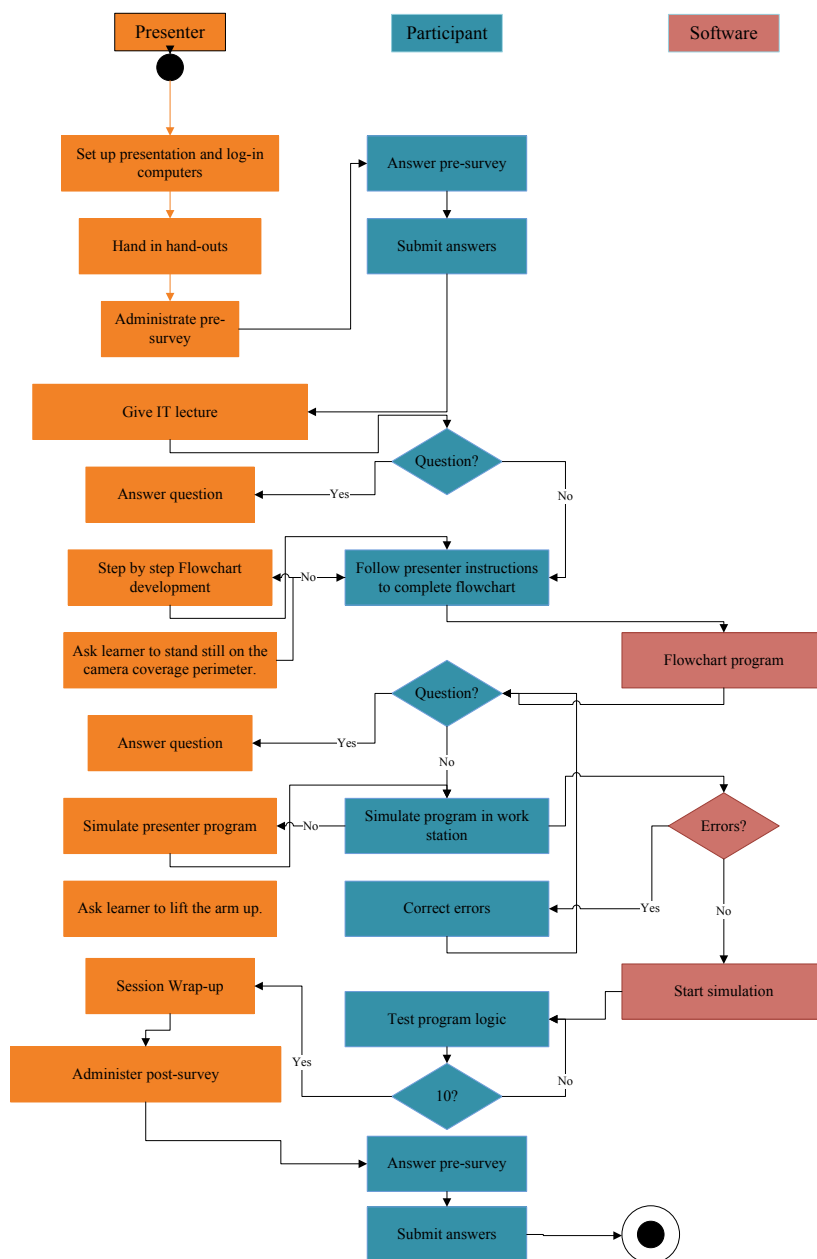 Presenter
Participant
Software
Set up presentation and log-in
computers
Answer pre-survey
Hand in hand-outs
Submit answers
Administrate pre-
survey
Give IT lecture
Question?
Answer question
Yes
No
Step by step Flowchart
development
No
Follow presenter instructions
to complete flowchart
Ask learner to stand still on the
camera coverage perimeter.
Flowchart program
Question?
Answer question
Yes
No
Simulate presenter program
No
Simulate program in work
station
Errors?
Ask learner to lift the arm up.
Correct errors
Yes
No
Session Wrap-up
Start simulation
Test program logic
Yes
No
Administer post-survey
10?
Answer pre-survey
Submit answers